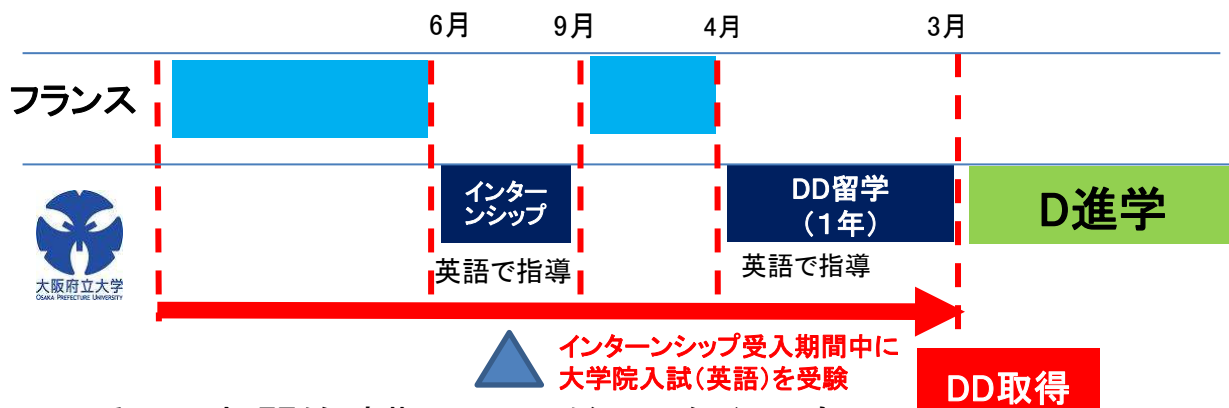 6月 9月 4月 3月
フランス
インター
ンシップ
DD留学
(1年)
D進学
英語で指導
英語で指導
大阪府立大学
OSAKA PREFECTURE UNIVERSITY
インターンシップ受入期間中に
大学院入試(英語)を受験
DD取得